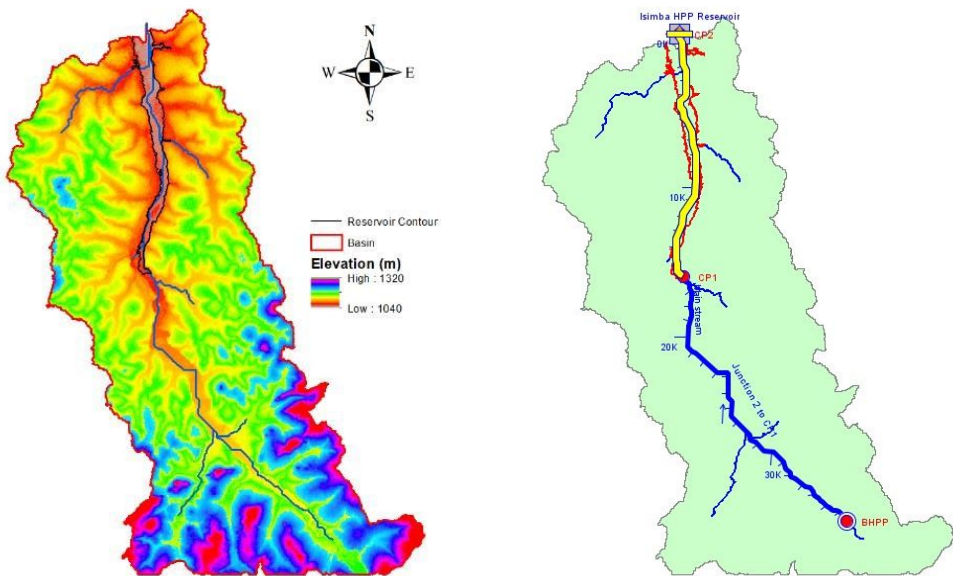 N
W
E
S
Reservoir Contour
Basin
Elevation (m)
High : 1320
Low : 1040
Isimba HPP Reservoir
CP2
0K
10K
CP1
Main stream
20K
Junction 2 to CP1
30K
BHPP